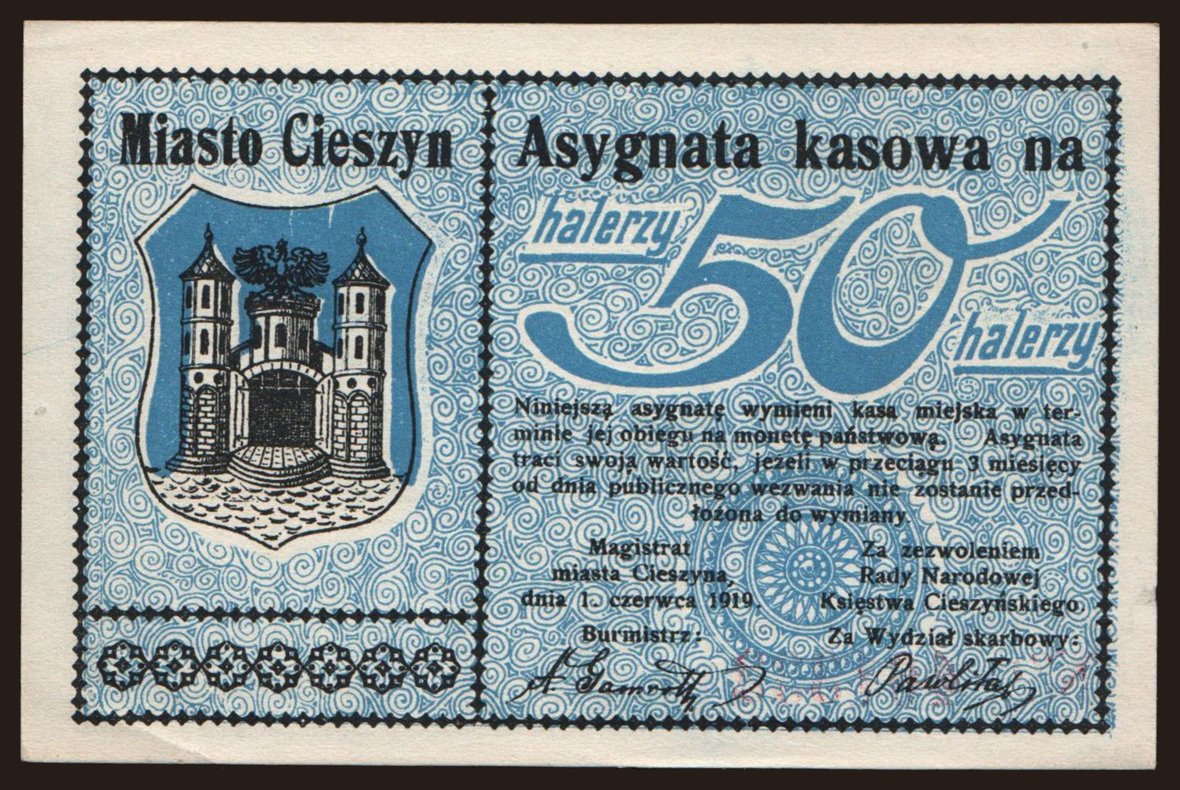 Miasto Cieszyn
Asygnata kasowa na
halerzy
50
halerzy
Niniejszą asygnatę wymieni kasa miejska w ter-
minie jej obiegu na monetę państwową. Asygnata
traci swoją wartość, jeżeli w przeciągu 3 miesięcy
od dnia publicznego wezwania nie zostanie przed-
łożona do wymiany.
Magistrat
miasta Cieszyna,
dnia 1. czerwca 1919.
Burmistrz:
Za zezwoleniem
Rady Narodowej
Księstwa Cieszyńskiego.
Za Wydział skarbowy: